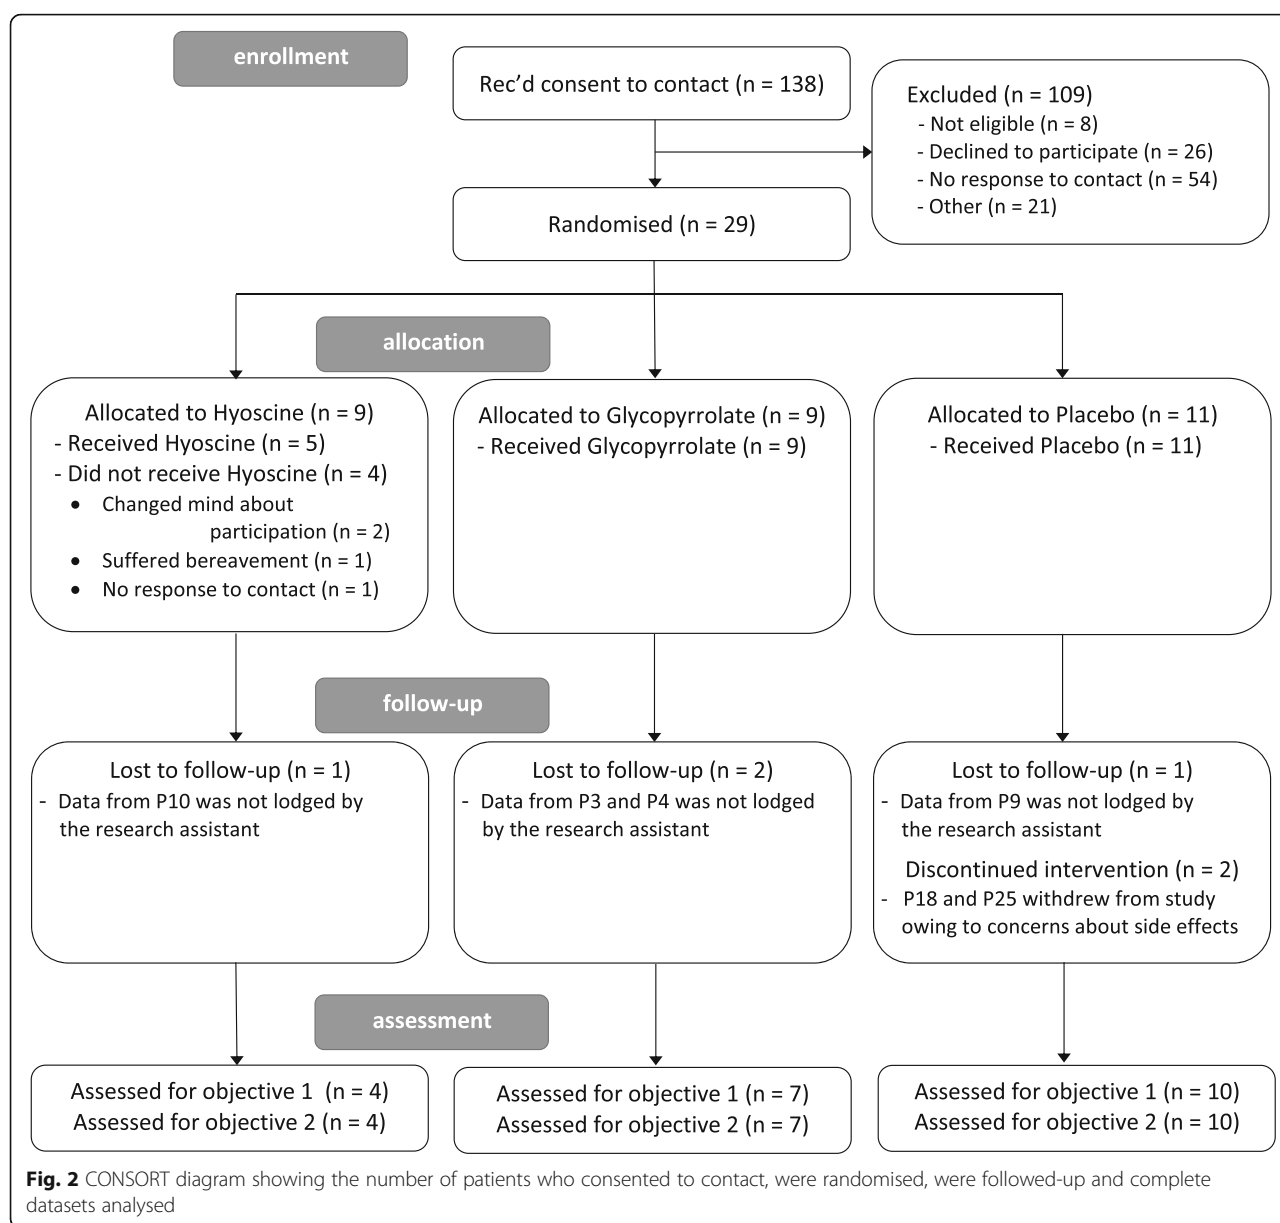 enrollment
Rec’d consent to contact (n = 138)
Excluded (n = 109)
- Not eligible (n = 8)
- Declined to participate (n = 26)
- No response to contact (n = 54)
- Other (n = 21)
Randomised (n = 29)
allocation
Allocated to Hyoscine (n = 9)
- Received Hyoscine (n = 5)
- Did not receive Hyoscine (n = 4)
• Changed mind about
participation (n = 2)
• Suffered bereavement (n = 1)
• No response to contact (n = 1)
Allocated to Glycopyrrolate (n = 9)
- Received Glycopyrrolate (n = 9)
Allocated to Placebo (n = 11)
- Received Placebo (n = 11)
follow-up
Lost to follow-up (n = 1)
- Data from P10 was not lodged by
the research assistant
Lost to follow-up (n = 2)
- Data from P3 and P4 was not lodged
by the research assistant
Lost to follow-up (n = 1)
- Data from P9 was not lodged by
the research assistant
Discontinued intervention (n = 2)
- P18 and P25 withdrew from study
owing to concerns about side effects
assessment
Assessed for objective 1 (n = 4)
Assessed for objective 2 (n = 4)
Assessed for objective 1 (n = 7)
Assessed for objective 2 (n = 7)
Assessed for objective 1 (n = 10)
Assessed for objective 2 (n = 10)
Fig. 2 CONSORT diagram showing the number of patients who consented to contact, were randomised, were followed-up and complete
datasets analysed